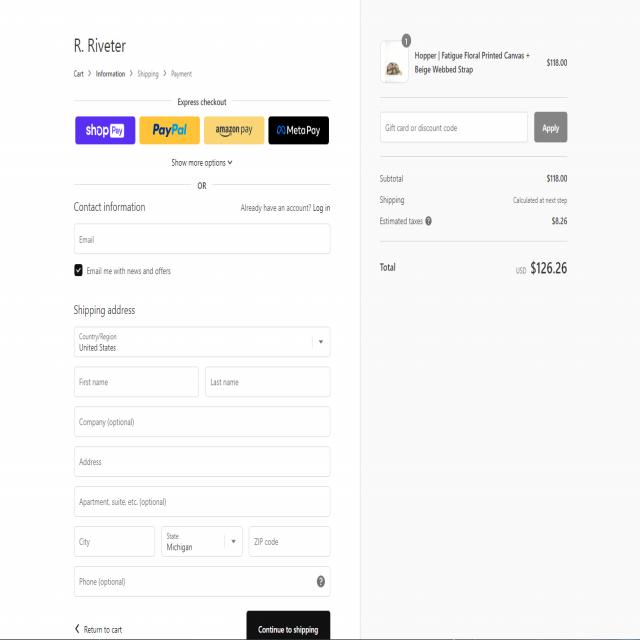 R. Riveter
Cart > Information > Shipping > Payment
Express checkout
shop Pay PayPal amazon pay Meta Pay
Show more options
OR
Contact information Already have an account? Log in
Email
Email me with news and offers
Shipping address
Country/Region
United States
First name Last name
Company (optional)
Address
Apartment, suite, etc. (optional)
City State Michigan ZIP code
Phone (optional) ?
< Return to cart Continue to shipping
1
Hopper | Fatigue Floral Printed Canvas +
Beige Webbed Strap $118.00
Gift card or discount code Apply
Subtotal $118.00
Shipping Calculated at next step
Estimated taxes ? $8.26
Total USD $126.26